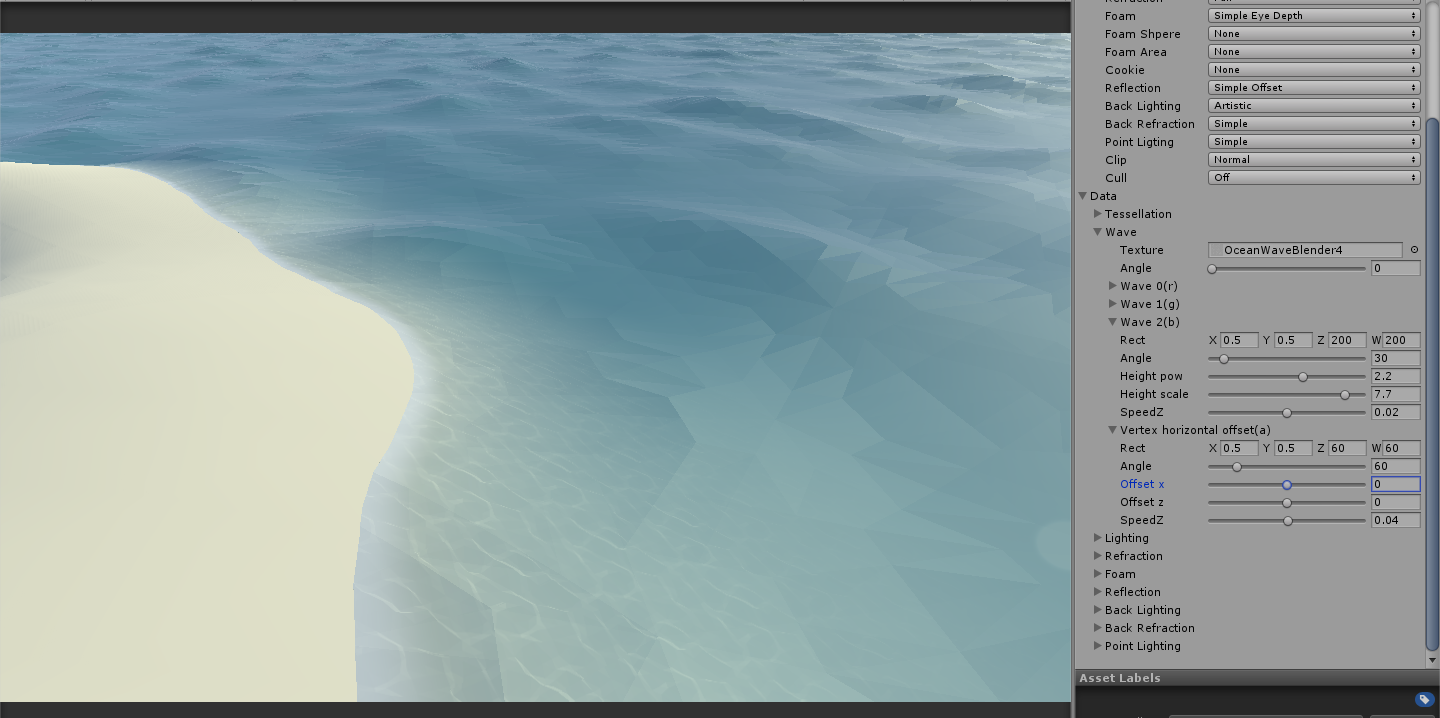 Foam Simple Eye Depth
Foam Shpere None
Foam Area None
Cookie None
Reflection Simple Offset
Back Lighting Artistic
Back Refraction Simple
Point Ligting Simple
Clip Normal
Cull Off
Data
Tessellation
Wave
Texture OceanWaveBlender4
Angle 0
Wave 0(r)
Wave 1(g)
Wave 2(b)
Rect X 0.5 Y 0.5 Z 200 W 200
Angle 30
Height pow 2.2
Height scale 7.7
SpeedZ 0.02
Vertex horizontal offset(a)
Rect X 0.5 Y 0.5 Z 60 W 60
Angle 60
Offset x 0
Offset z 0
SpeedZ 0.04
Lighting
Refraction
Foam
Reflection
Back Lighting
Back Refraction
Point Lighting
Asset Labels